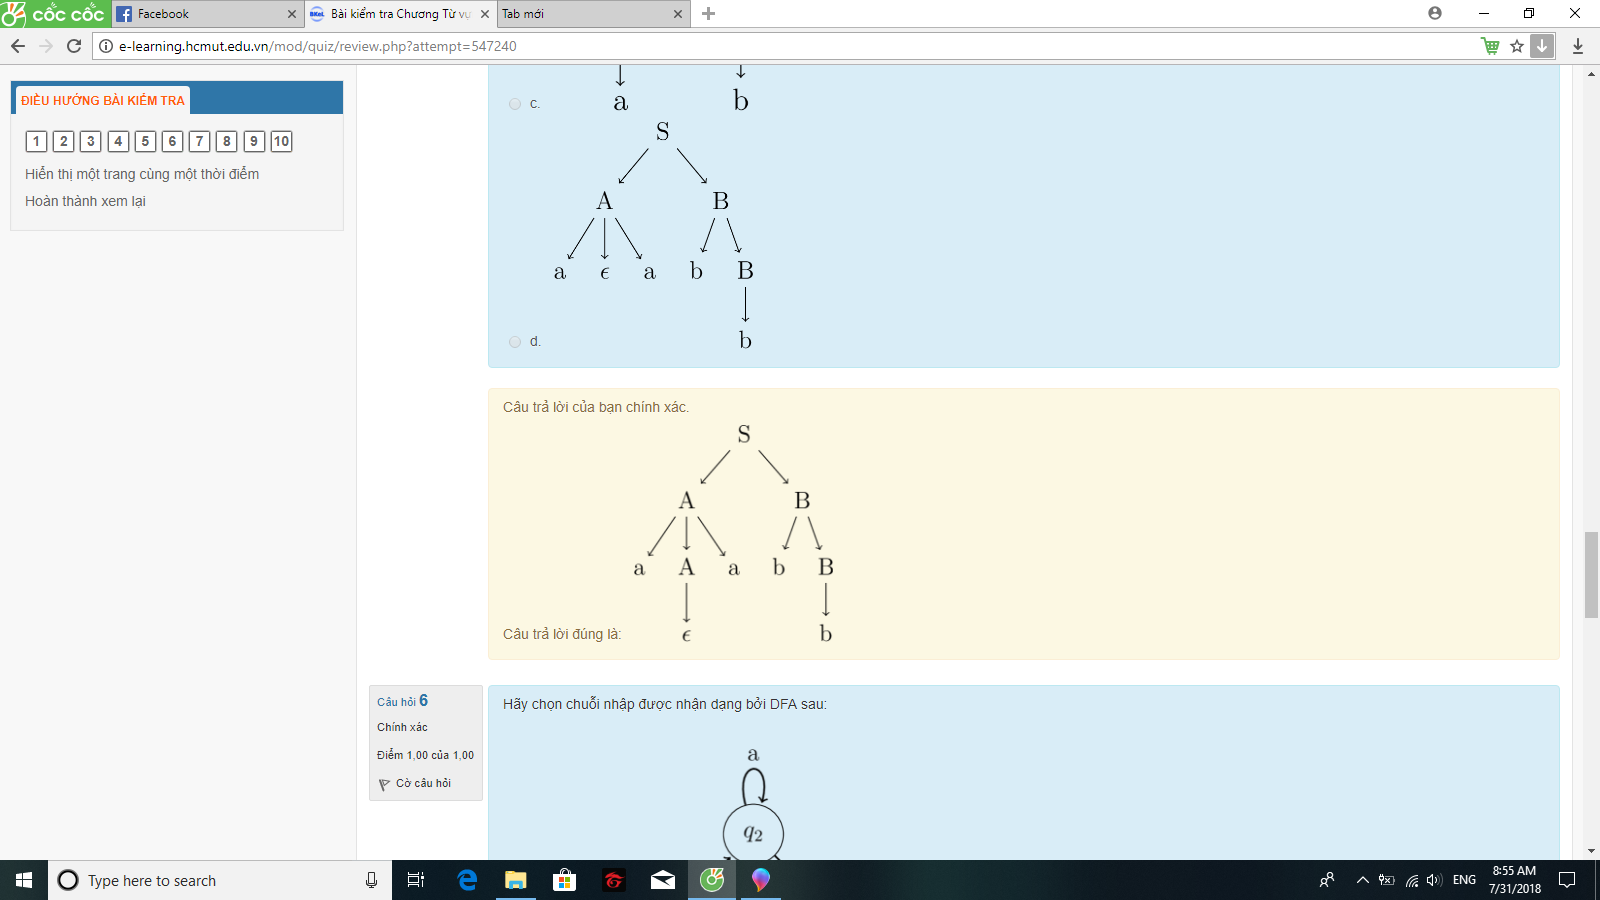 cốc cốc
Facebook
Bài kiểm tra Chương Từ vự
Tab mới
e-learning.hcmut.edu.vn/mod/quiz/review.php?attempt=547240
ĐIỀU HƯỚNG BÀI KIỂM TRA
1 2 3 4 5 6 7 8 9 10
Hiển thị một trang cùng một thời điểm
Hoàn thành xem lại
c.
a b
S
A B
a ϵ a b B
b
d.
Câu trả lời của bạn chính xác.
S
A B
a A a b B
ϵ b
Câu trả lời đúng là:
Câu hỏi 6
Chính xác
Điểm 1,00 của 1,00
Cờ câu hỏi
Hãy chọn chuỗi nhập được nhận dạng bởi DFA sau:
a
q₂
Type here to search
ENG
8:55 AM
7/31/2018